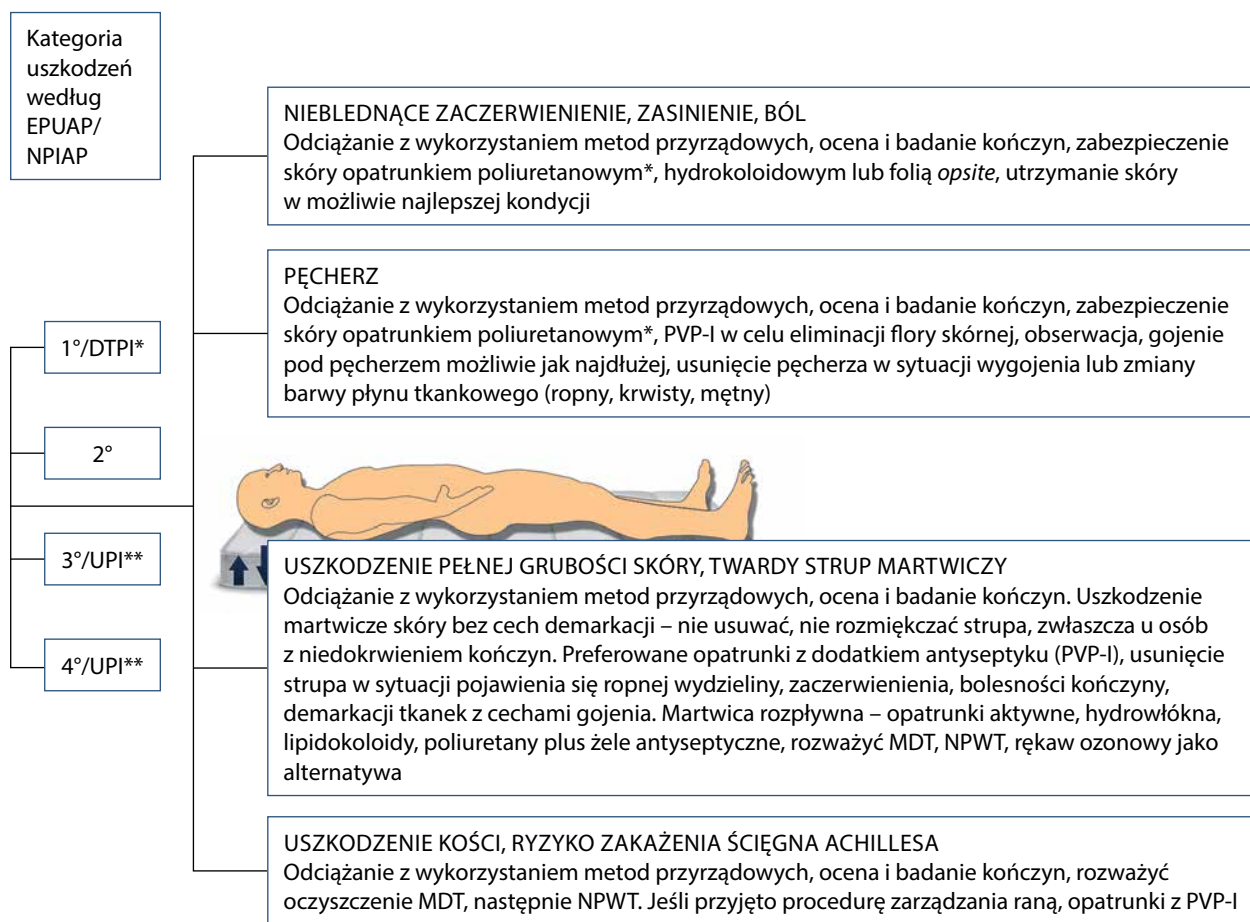 Kategoria
uszkodzeń
według
EPUAP/
NPIAP
NIEBLEDNĄCE ZACZERWIENIENIE, ZASINIENIE, BÓL
Odciążanie z wykorzystaniem metod przyrządowych, ocena i badanie kończyn, zabezpieczenie
skóry opatrunkiem poliuretanowym*, hydrokoloidowym lub folią opsite, utrzymanie skóry
w możliwie najlepszej kondycji
PĘCHERZ
Odciążanie z wykorzystaniem metod przyrządowych, ocena i badanie kończyn, zabezpieczenie
skóry opatrunkiem poliuretanowym*, PVP-I w celu eliminacji flory skórnej, obserwacja, gojenie
pod pęcherzem możliwie jak najdłużej, usunięcie pęcherza w sytuacji wygojenia lub zmiany
barwy płynu tkankowego (ropny, krwisty, mętny)
1°/DTPI*
2°
3°/UPI**
4°/UPI**
USZKODZENIE PEŁNEJ GRUBOŚCI SKÓRY, TWARDY STRUP MARTWICZY
Odciążanie z wykorzystaniem metod przyrządowych, ocena i badanie kończyn. Uszkodzenie
martwicze skóry bez cech demarkacji – nie usuwać, nie rozmiękczać strupa, zwłaszcza u osób
z niedokrwieniem kończyn. Preferowane opatrunki z dodatkiem antyseptyku (PVP-I), usunięcie
strupa w sytuacji pojawienia się ropnej wydzieliny, zaczerwienienia, bolesności kończyny,
demarkacji tkanek z cechami gojenia. Martwica rozpływna – opatrunki aktywne, hydrowłókna,
lipidokoloidy, poliuretany plus żele antyseptyczne, rozważyć MDT, NPWT, rękaw ozonowy jako
alternatywa
USZKODZENIE KOŚCI, RYZYKO ZAKAŻENIA ŚCIĘGNA ACHILLESA
Odciążanie z wykorzystaniem metod przyrządowych, ocena i badanie kończyn, rozważyć
oczyszczenie MDT, następnie NPWT. Jeśli przyjęto procedurę zarządzania raną, opatrunki z PVP-I